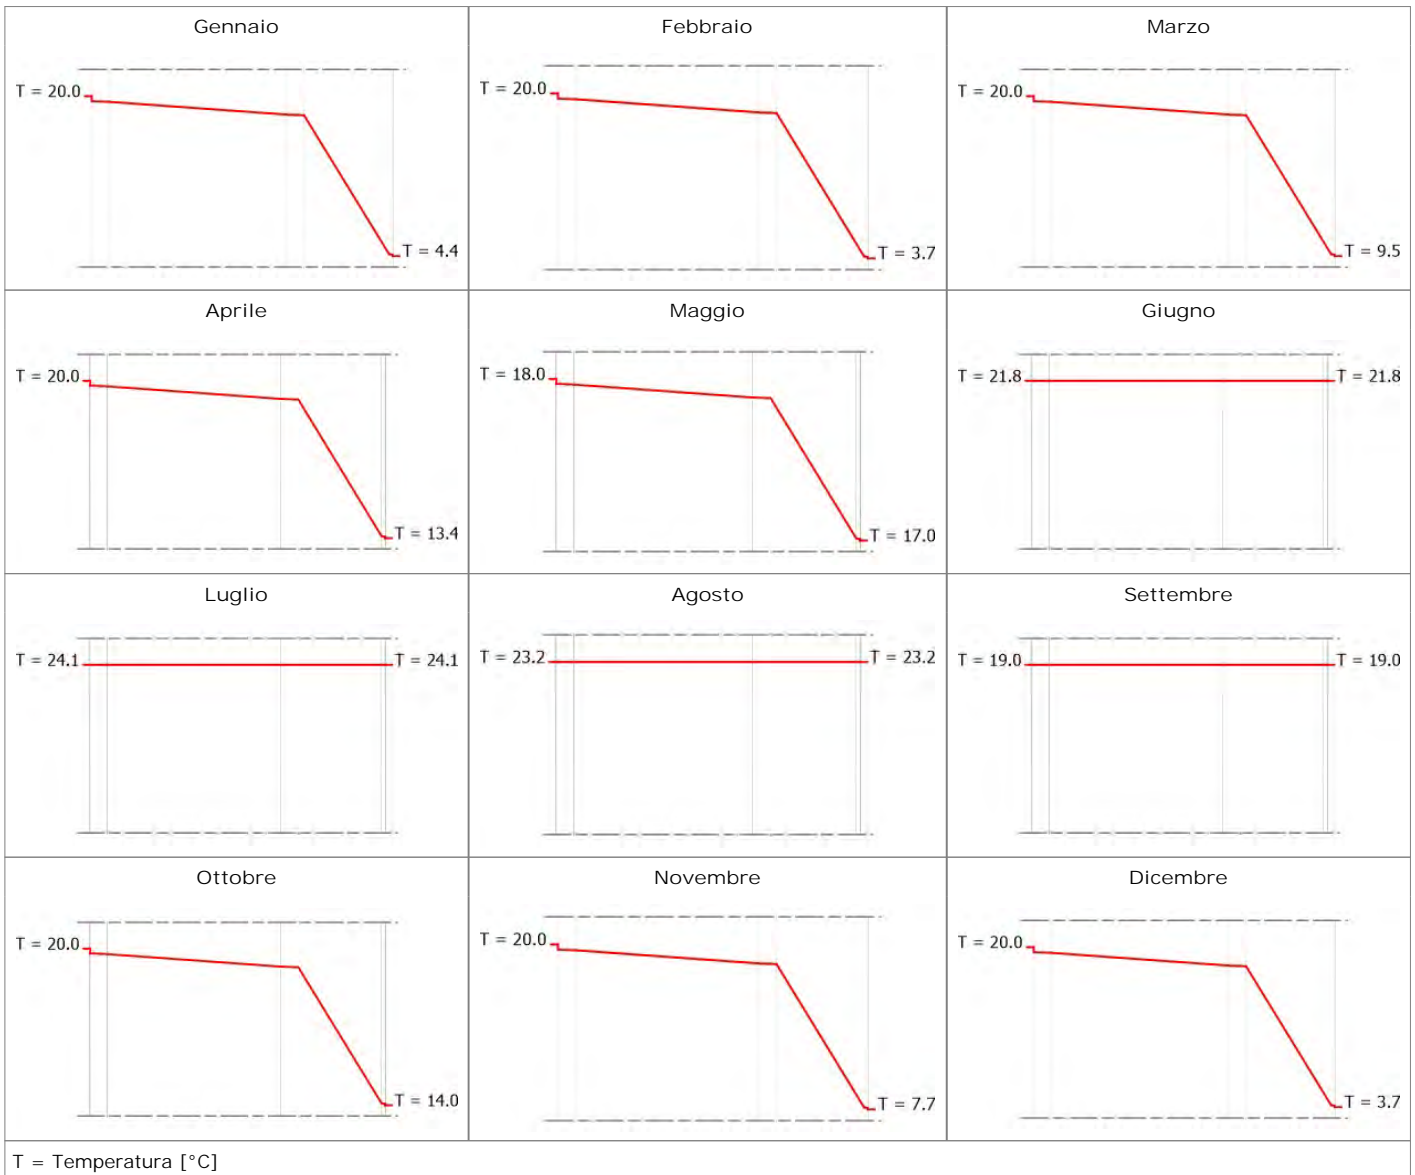 Gennaio
Febbraio
Marzo
T = 20.0
T = 4.4
T = 20.0
T = 3.7
T = 20.0
T = 9.5
Aprile
Maggio
Giugno
T = 20.0
T = 13.4
T = 18.0
T = 17.0
T = 21.8
T = 21.8
Luglio
Agosto
Settembre
T = 24.1
T = 24.1
T = 23.2
T = 23.2
T = 19.0
T = 19.0
Ottobre
Novembre
Dicembre
T = 20.0
T = 14.0
T = 20.0
T = 7.7
T = 20.0
T = 3.7
T = Temperatura [°C]